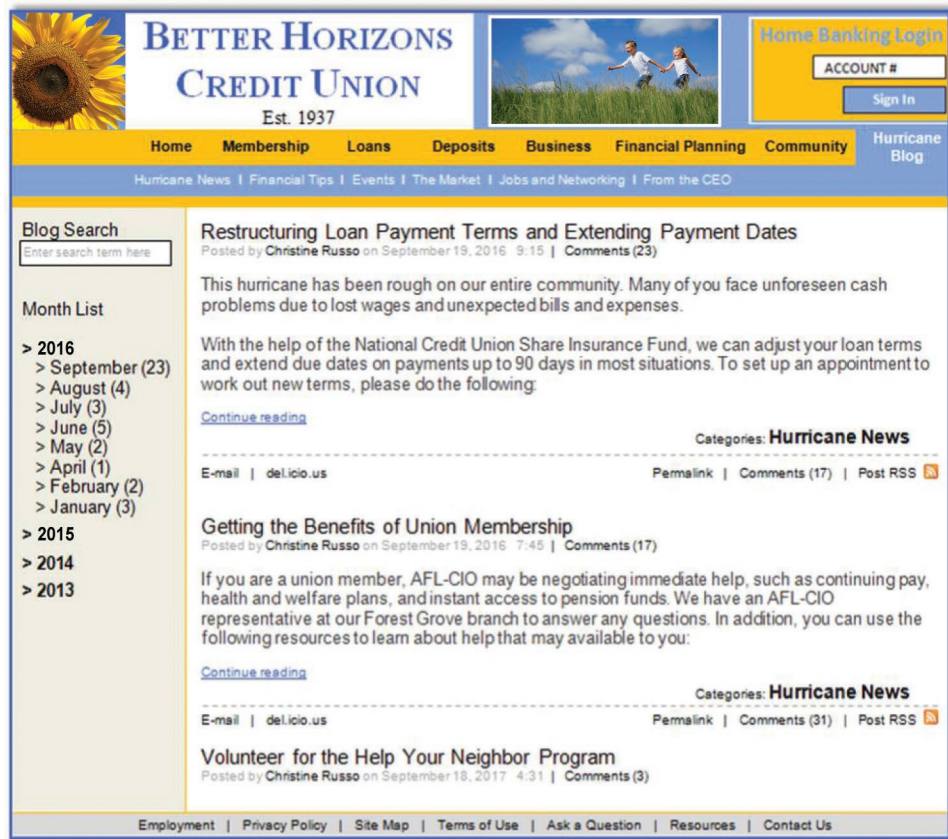 BETTER HORIZONS
CREDIT UNION
Est. 1937
Home Banking Login
ACCOUNT #
Sign In
Home Membership Loans Deposits Business Financial Planning Community Hurricane Blog
Hurricane News | Financial Tips | Events | The Market | Jobs and Networking | From the CEO
Blog Search
Enter search term here
Month List
> 2016
> September (23)
> August (4)
> July (3)
> June (5)
> May (2)
> April (1)
> February (2)
> January (3)
> 2015
> 2014
> 2013
Restructuring Loan Payment Terms and Extending Payment Dates
Posted by Christine Russo on September 19, 2016 9:15 | Comments (23)
This hurricane has been rough on our entire community. Many of you face unforeseen cash
problems due to lost wages and unexpected bills and expenses.
With the help of the National Credit Union Share Insurance Fund, we can adjust your loan terms
and extend due dates on payments up to 90 days in most situations. To set up an appointment to
work out new terms, please do the following:
Continue reading
Categories: Hurricane News
E-mail | del.icio.us Permalink | Comments (17) | Post RSS
Getting the Benefits of Union Membership
Posted by Christine Russo on September 19, 2016 7:45 | Comments (17)
If you are a union member, AFL-CIO may be negotiating immediate help, such as continuing pay,
health and welfare plans, and instant access to pension funds. We have an AFL-CIO
representative at our Forest Grove branch to answer any questions. In addition, you can use the
following resources to learn about help that may available to you:
Continue reading
Categories: Hurricane News
E-mail | del.icio.us Permalink | Comments (31) | Post RSS
Volunteer for the Help Your Neighbor Program
Posted by Christine Russo on September 18, 2017 4:31 | Comments (3)
Employment | Privacy Policy | Site Map | Terms of Use | Ask a Question | Resources | Contact Us